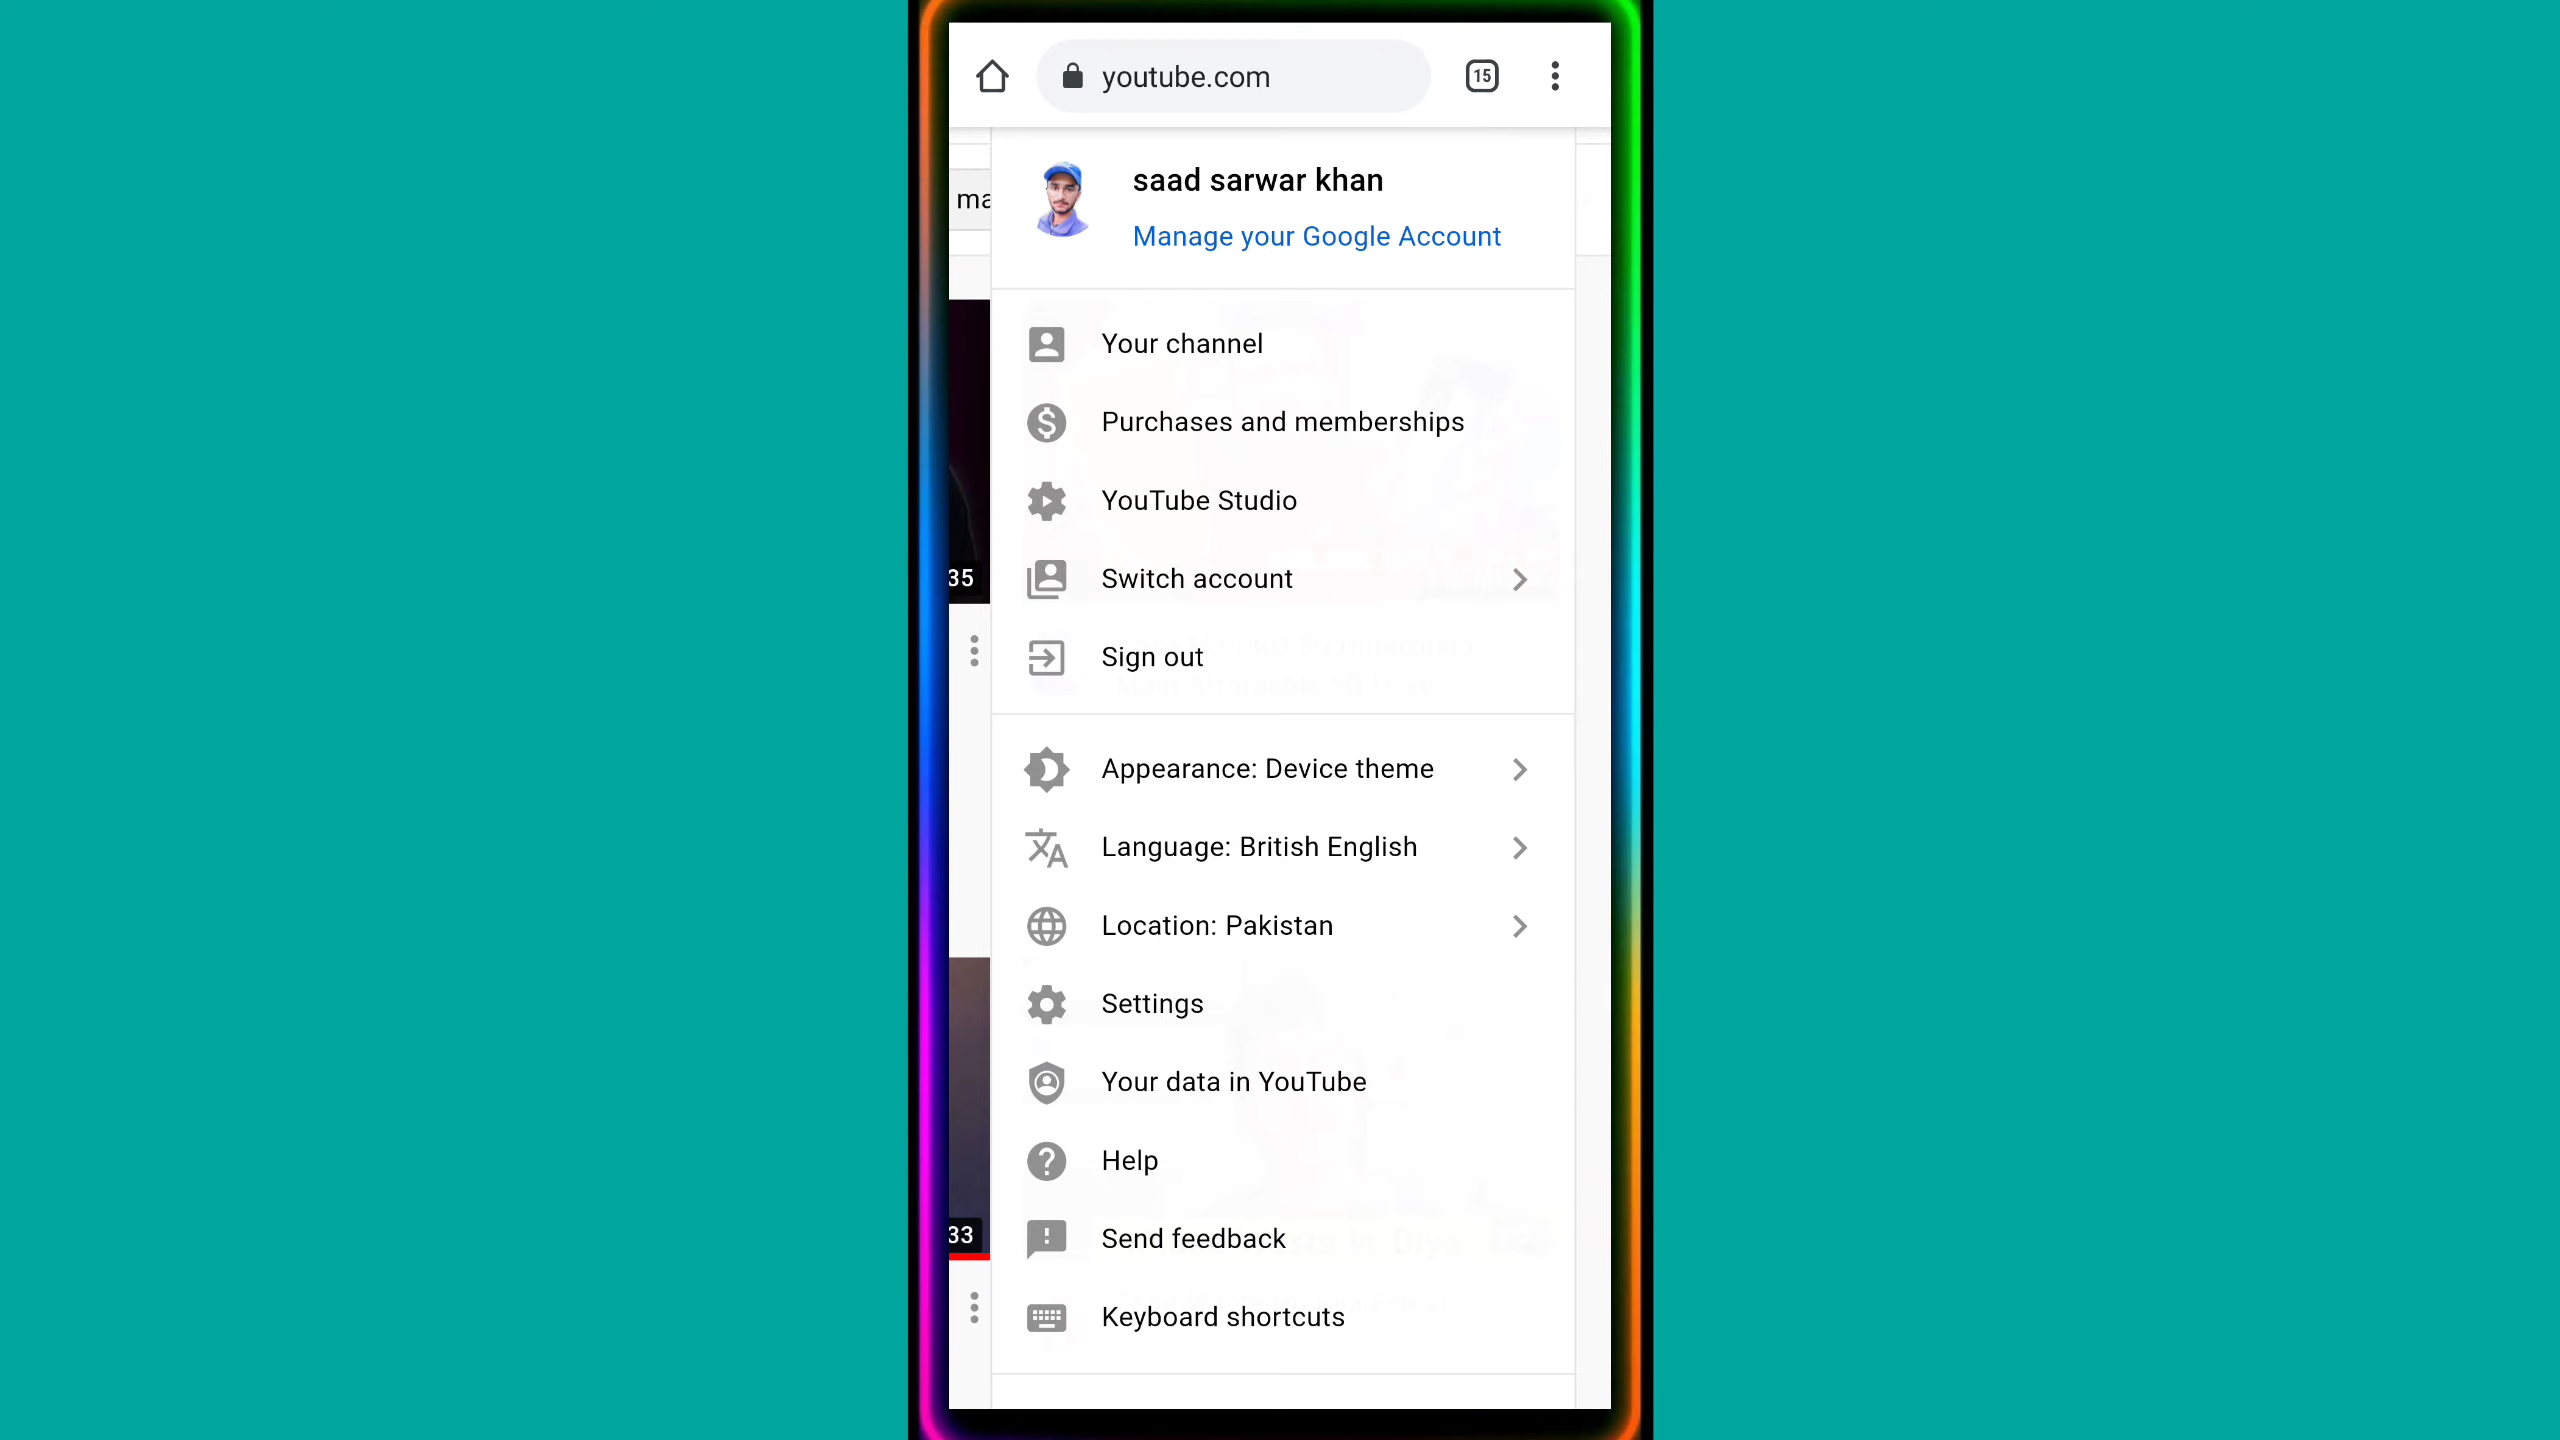 youtube.com
15
saad sarwar khan
Manage your Google Account
ma
Your channel
Purchases and memberships
YouTube Studio
Switch account
35
Sign out
Appearance: Device theme
Language: British English
Location: Pakistan
Settings
Your data in YouTube
Help
33
Send feedback
Keyboard shortcuts